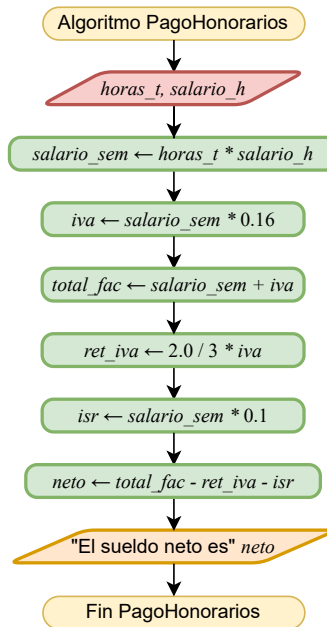 Algoritmo PagoHonorarios
horas_t, salario_h
salario_sem ← horas_t * salario_h
iva ← salario_sem * 0.16
total_fac ← salario_sem + iva
ret_iva ← 2.0 / 3 * iva
isr ← salario_sem * 0.1
neto ← total_fac - ret_iva - isr
"El sueldo neto es" neto
Fin PagoHonorarios